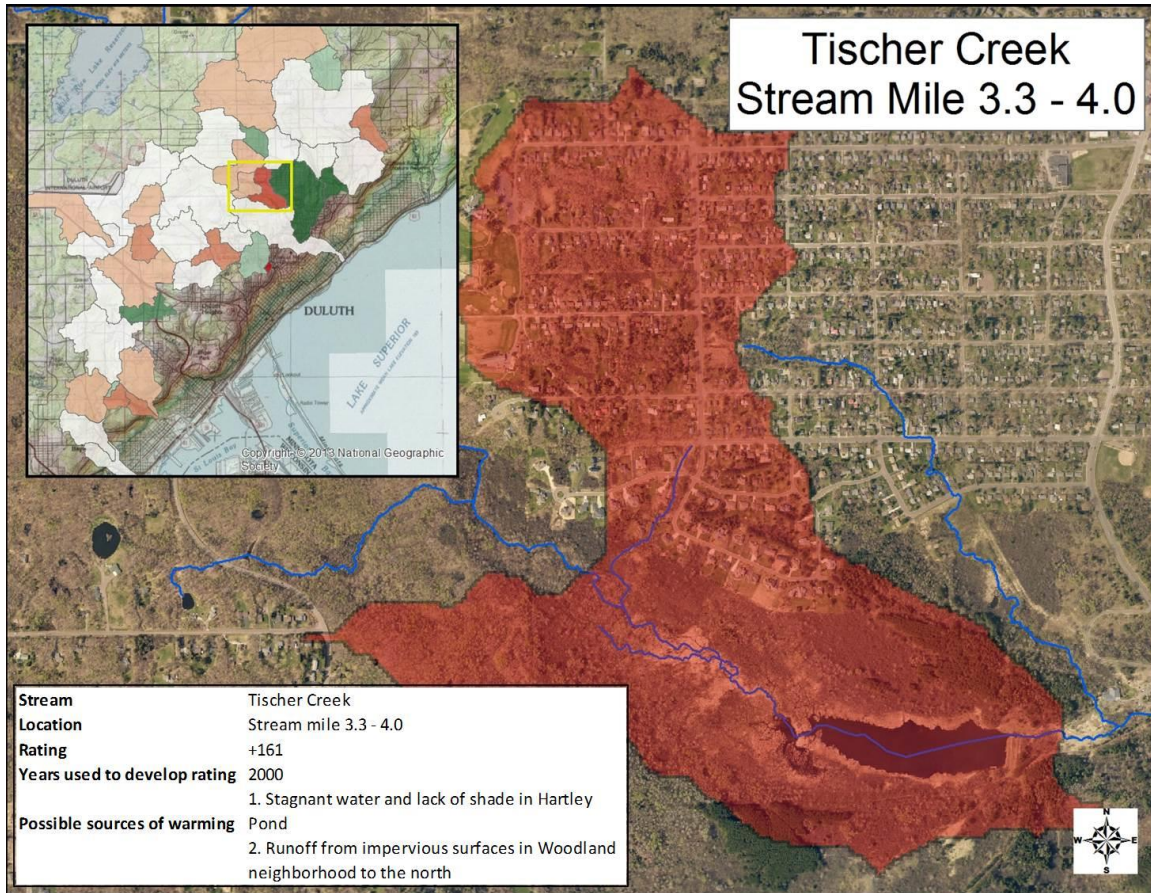 Tischer Creek
Stream Mile 3.3 - 4.0
DULUTH
LAKE SUPERIOR
St Louis Bay
Copyright: © 2013 National Geographic
Society
Stream Tischer Creek
Location Stream mile 3.3 - 4.0
Rating +161
Years used to develop rating 2000
Possible sources of warming 1. Stagnant water and lack of shade in Hartley
Pond
2. Runoff from impervious surfaces in Woodland
neighborhood to the north
N
W E
S